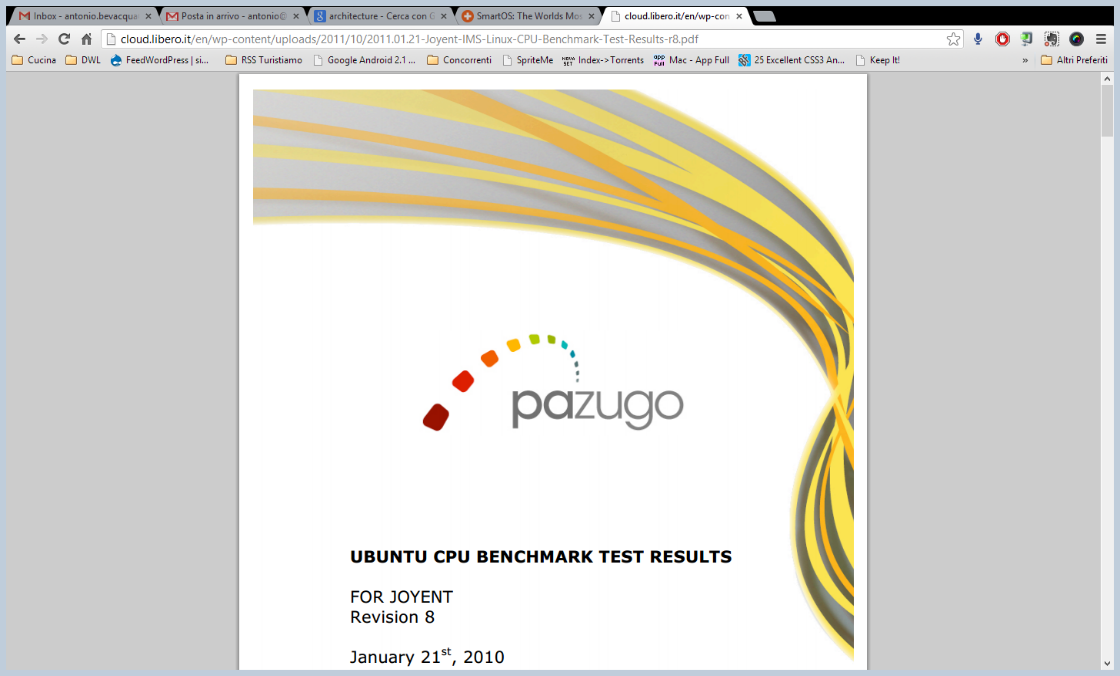 Inbox - antonio.bevacqua
Posta in arrivo - antonio@
architecture - Cerca con G
SmartOS: The Worlds Mos
cloud.libero.it/en/wp-con
cloud.libero.it/en/wp-content/uploads/2011/10/2011.01.21-Joyent-IMS-Linux-CPU-Benchmark-Test-Results-r8.pdf
Cucina
DWL
FeedWordPress | si...
RSS Turistiamo
Google Android 2.1 ...
Concorrenti
SpriteMe
Index->Torrents
Mac - App Full
25 Excellent CSS3 An...
Keep It!
»
Altri Preferiti
pazugo
UBUNTU CPU BENCHMARK TEST RESULTS
FOR JOYENT
Revision 8
January 21st, 2010